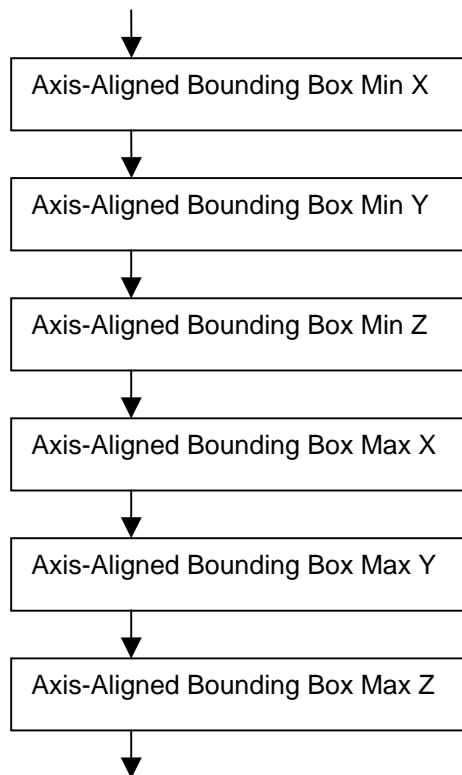 Axis-Aligned Bounding Box Min X
Axis-Aligned Bounding Box Min Y
Axis-Aligned Bounding Box Min Z
Axis-Aligned Bounding Box Max X
Axis-Aligned Bounding Box Max Y
Axis-Aligned Bounding Box Max Z